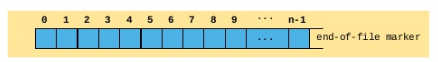 0 1 2 3 4 5 6 7 8 9 ... n-1
... end-of-file marker